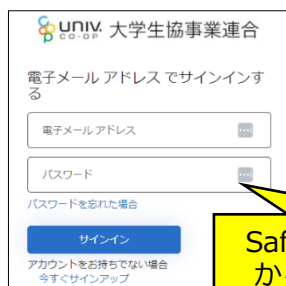 univ. 大学生協事業連合
CO-OP
電子メール アドレス でサインインす
る
電子メール アドレス
パスワード
パスワードを忘れた場合
サインイン
アカウントをお持ちでない場合
今すぐサインアップ
Saf
か